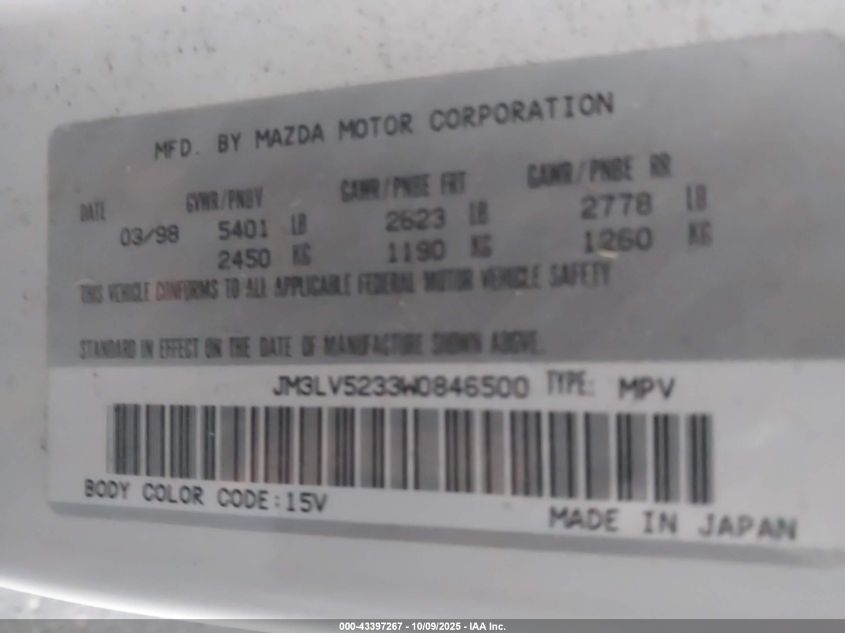 MFD. BY MAZDA MOTOR CORPORATION
DATE GVWR/PNBV GAWR/PNBE FRT GAWR/PNBE RR
03/98 5401 LB 2623 LB 2778 LB
2450 KG 1190 KG 1260 KG
THIS VEHICLE CONFORMS TO ALL APPLICABLE FEDERAL MOTOR VEHICLE SAFETY
STANDARD IN EFFECT ON THE DATE OF MANUFACTURE SHOWN ABOVE.
JM3LV5233W0846500 TYPE: MPV
BODY COLOR CODE:15V
MADE IN JAPAN
000-43397267 - 10/09/2025 - IAA Inc.